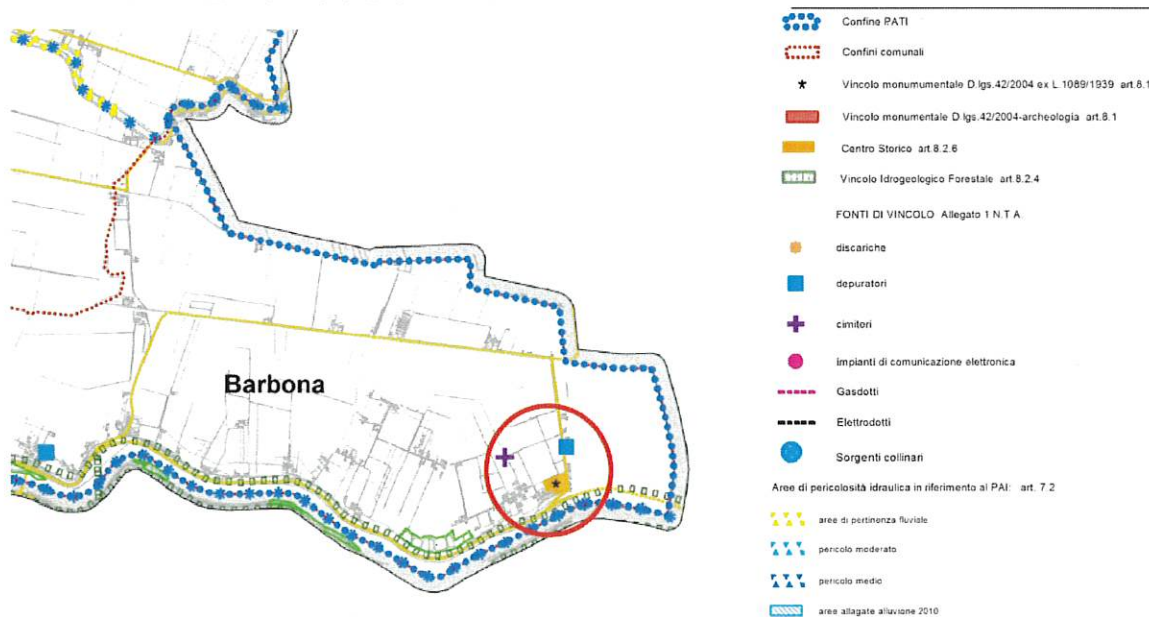 Barbona
Confine PATI
Confini comunali
Vincolo monumumentale D.lgs.42/2004 ex L.1089/1939 art.8.1
Vincolo monumentale D.lgs.42/2004-archeologia art.8.1
Centro Storico art.8.2.6
Vincolo Idrogeologico Forestale art.8.2.4
FONTI DI VINCOLO Allegato 1 N.T.A.
discariche
depuratori
cimiteri
impianti di comunicazione elettronica
Gasdotti
Elettrodotti
Sorgenti collinari
Aree di pericolosità idraulica in riferimento al PAI: art. 7.2
aree di pertinenza fluviale
pericolo moderato
pericolo medio
aree allagate alluvione 2010